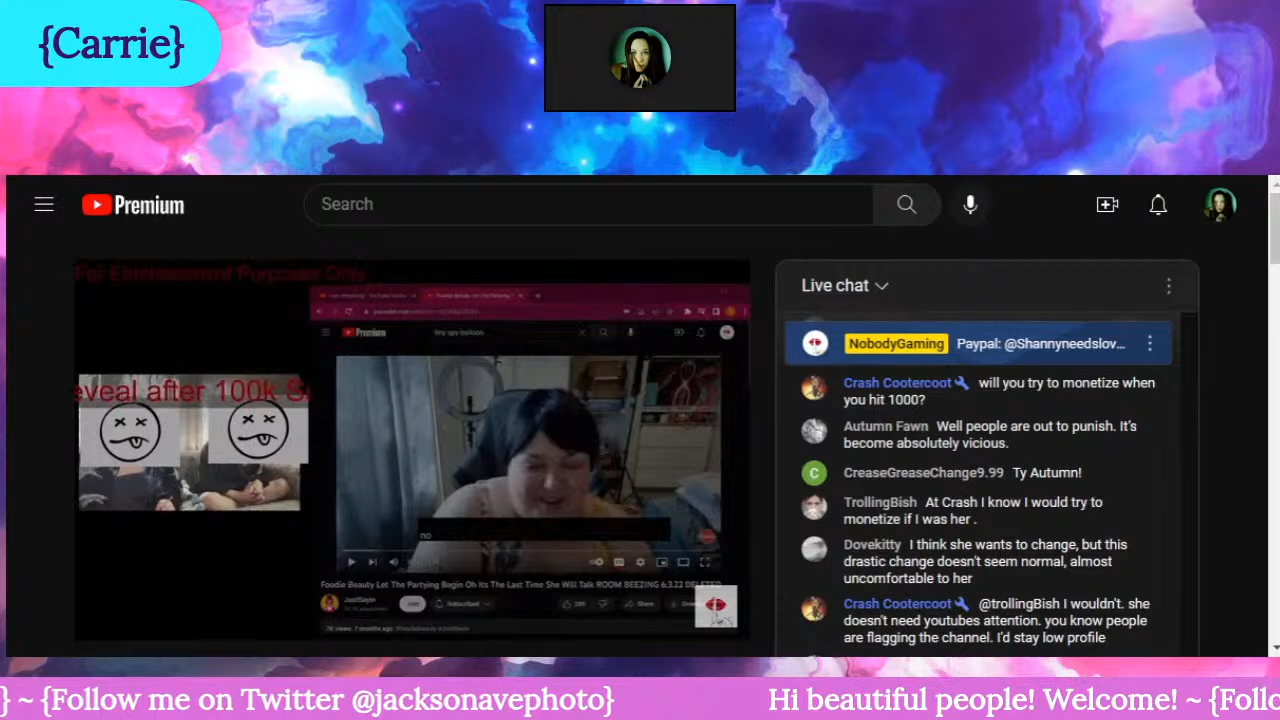 {Carrie}
Premium
Search
For Entertainment Purposes Only
eveal after 100k S
Premium
no
Foodie Beauty Let The Partying Begin Oh Its The Last Time She Will Talk ROOM BEEZING 6.3.22 DELETED
JustSayin
Subscribed
Share
7K views 7 months ago
Live chat
NobodyGaming Paypal: @Shannyneedslov...
Crash Cootercoot will you try to monetize when
you hit 1000?
Autumn Fawn Well people are out to punish. It's
become absolutely vicious.
C CreaseGreaseChange9.99 Ty Autumn!
TrollingBish At Crash I know I would try to
monetize if I was her .
Dovekitty I think she wants to change, but this
drastic change doesn't seem normal, almost
uncomfortable to her
Crash Cootercoot @trollingBish I wouldn't. she
doesn't need youtubes attention. you know people
are flagging the channel. I'd stay low profile
} ~ {Follow me on Twitter @jacksonavephoto} Hi beautiful people! Welcome! ~ {Follo